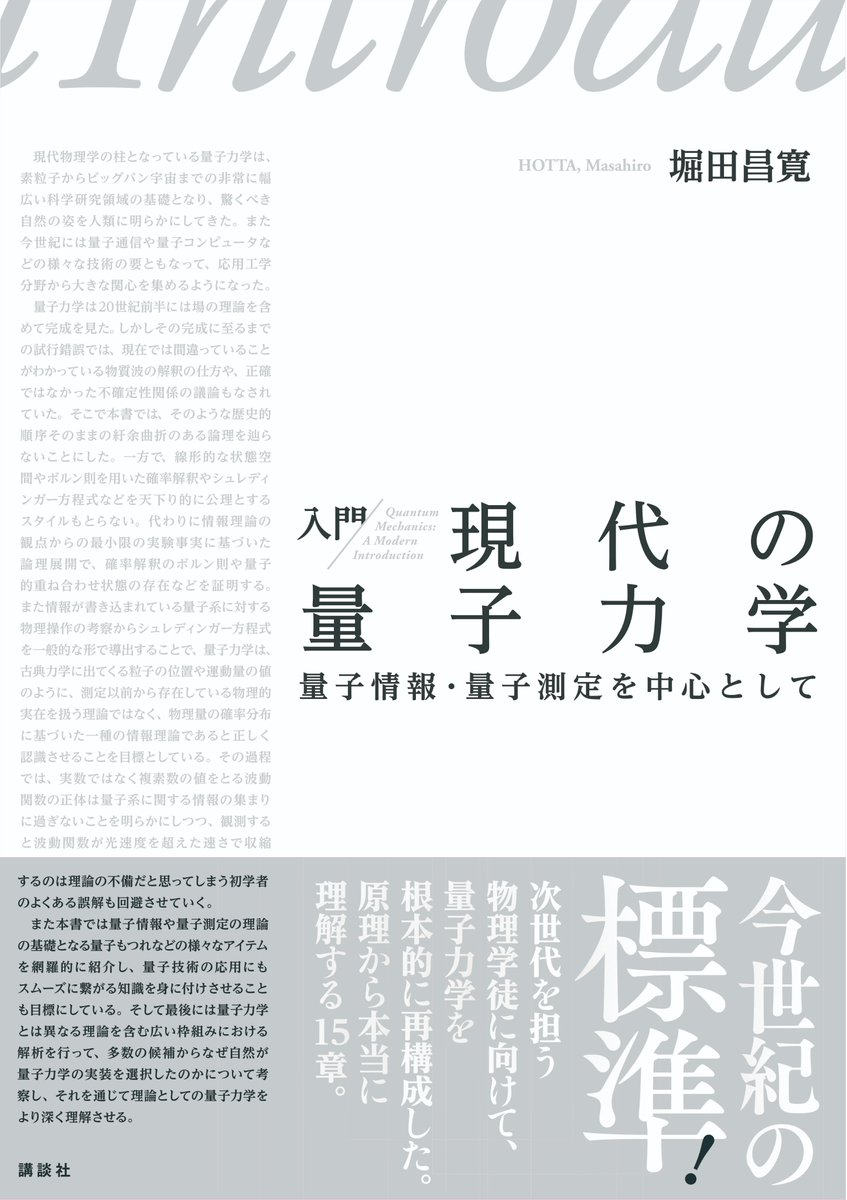 Introdu
HOTTA, Masahiro 堀田昌寛
現代物理学の柱となっている量子力学は、
素粒子からビッグバン宇宙までの非常に幅
広い科学研究領域の基礎となり、驚くべき
自然の姿を人類に明らかにしてきた。また
今世紀には量子通信や量子コンピュータな
どの様々な技術の要ともなって、応用工学
分野から大きな関心を集めるようになった。
量子力学は20世紀前半には場の理論を含
めて完成を見た。しかしその完成に至るまで
の試行錯誤では、現在では間違っていること
がわかっている物質波の解釈の仕方や、正確
ではなかった不確定性関係の議論もなされ
ていた。そこで本書では、そのような歴史的
順序そのままの紆余曲折のある論理を辿ら
ないことにした。一方で、線形的な状態空
間やボルン則を用いた確率解釈やシュレディ
ンガー方程式などを天下り的に公理とする
スタイルもとらない。代わりに情報理論の
観点からの最小限の実験事実に基づいた
論理展開で、確率解釈のボルン則や量子
的重ね合わせ状態の存在などを証明する。
また情報が書き込まれている量子系に対する
物理操作の考察からシュレディンガー方程式
を一般的な形で導出することで、量子力学は、
古典力学に出てくる粒子の位置や運動量の値
のように、測定以前から存在している物理的
実在を扱う理論ではなく、物理量の確率分布
に基づいた一種の情報理論であると正しく
認識させることを目標としている。その過程
では、実数ではなく複素数の値をとる波動
関数の正体は量子系に関する情報の集まり
に過ぎないことを明らかにしつつ、観測する
と波動関数が光速度を超えた速さで収縮
するのは理論の不備だと思ってしまう初学者
のよくある誤解も回避させていく。
また本書では量子情報や量子測定の理論
の基礎となる量子もつれなどの様々なアイテム
を網羅的に紹介し、量子技術の応用にも
スムーズに繋がる知識を身に付けさせること
も目標にしている。そして最後には量子力学
とは異なる理論を含む広い枠組みにおける
解析を行って、多数の候補からなぜ自然が
量子力学の実装を選択したのかについて考
察し、それを通じて理論としての量子力学を
より深く理解させる。
講談社
入門
Quantum
Mechanics:
A Modern
Introduction
現代の
量子力学
量子情報・量子測定を中心として
今世紀の
標準!
次世代を担う
物理学徒に向けて、
量子力学を
根本的に再構成した。
原理から本当に
理解する15章。